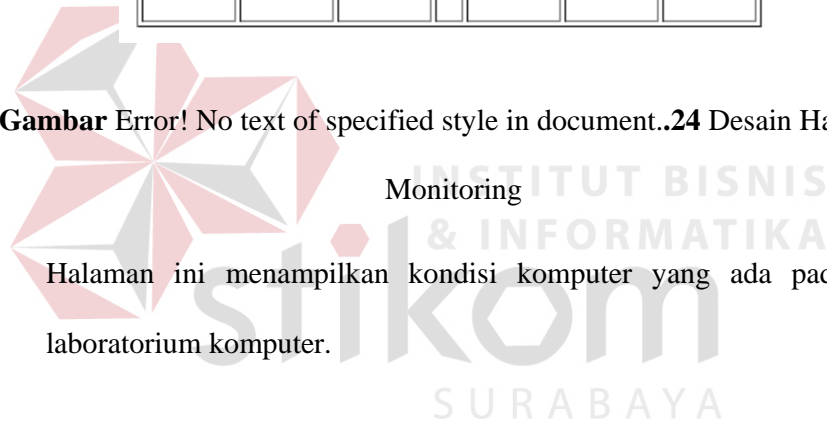 Gambar Error! No text of specified style in document..24 Desain Ha
Monitoring
INSTITUT BISNIS
& INFORMATIKA
Halaman ini menampilkan kondisi komputer yang ada pad
laboratorium komputer.
stikom
SURABAYA